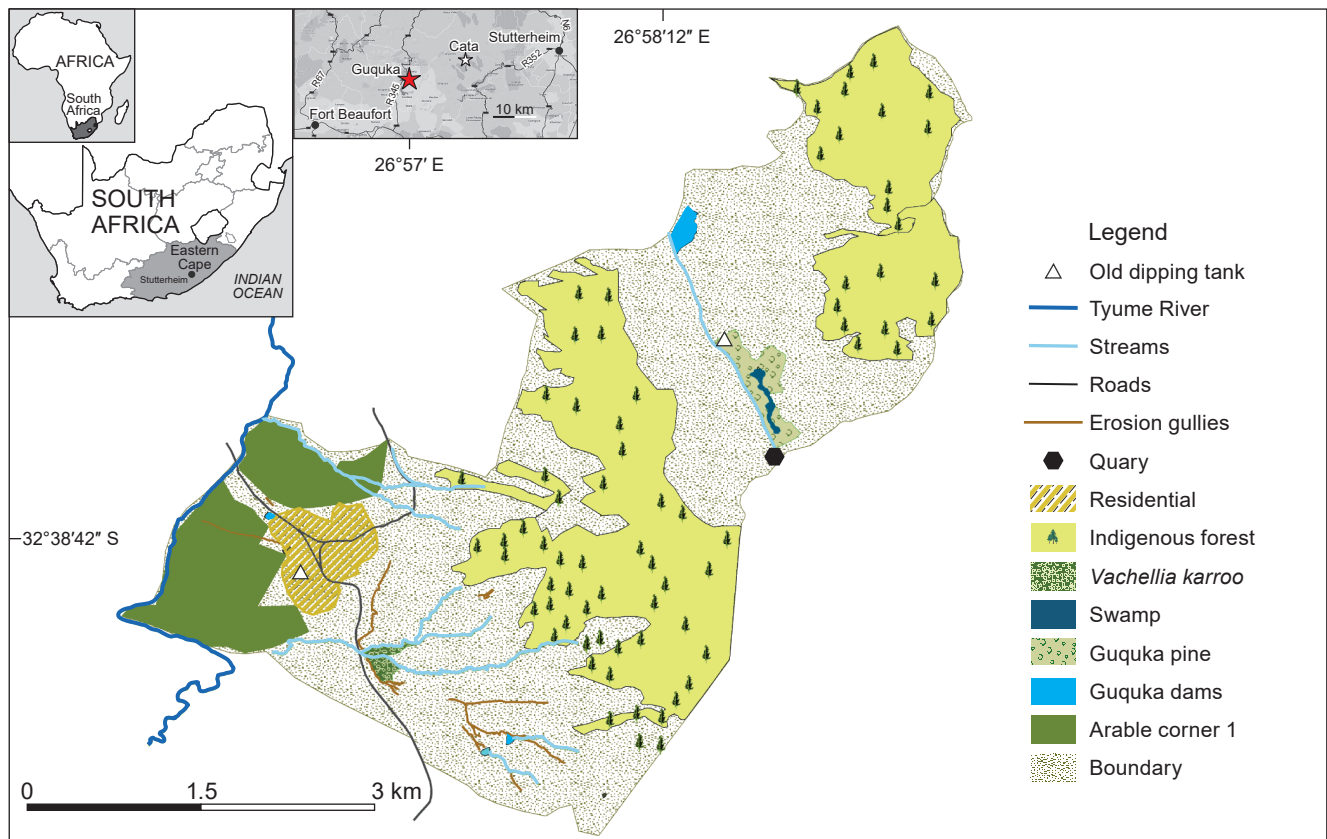 AFRICA
South
Africa
SOUTH
AFRICA
Eastern
Cape
Stutterheim
INDIAN
OCEAN
R67
Guquka
R345
Cata
Stutterheim
R352
N6
Fort Beaufort
10 km
26°57′ E
26°58′12″ E
32°38′42″ S
0 1.5 3 km
Legend
Old dipping tank
Tyume River
Streams
Roads
Erosion gullies
Quary
Residential
Indigenous forest
Vachellia karroo
Swamp
Guquka pine
Guquka dams
Arable corner 1
Boundary